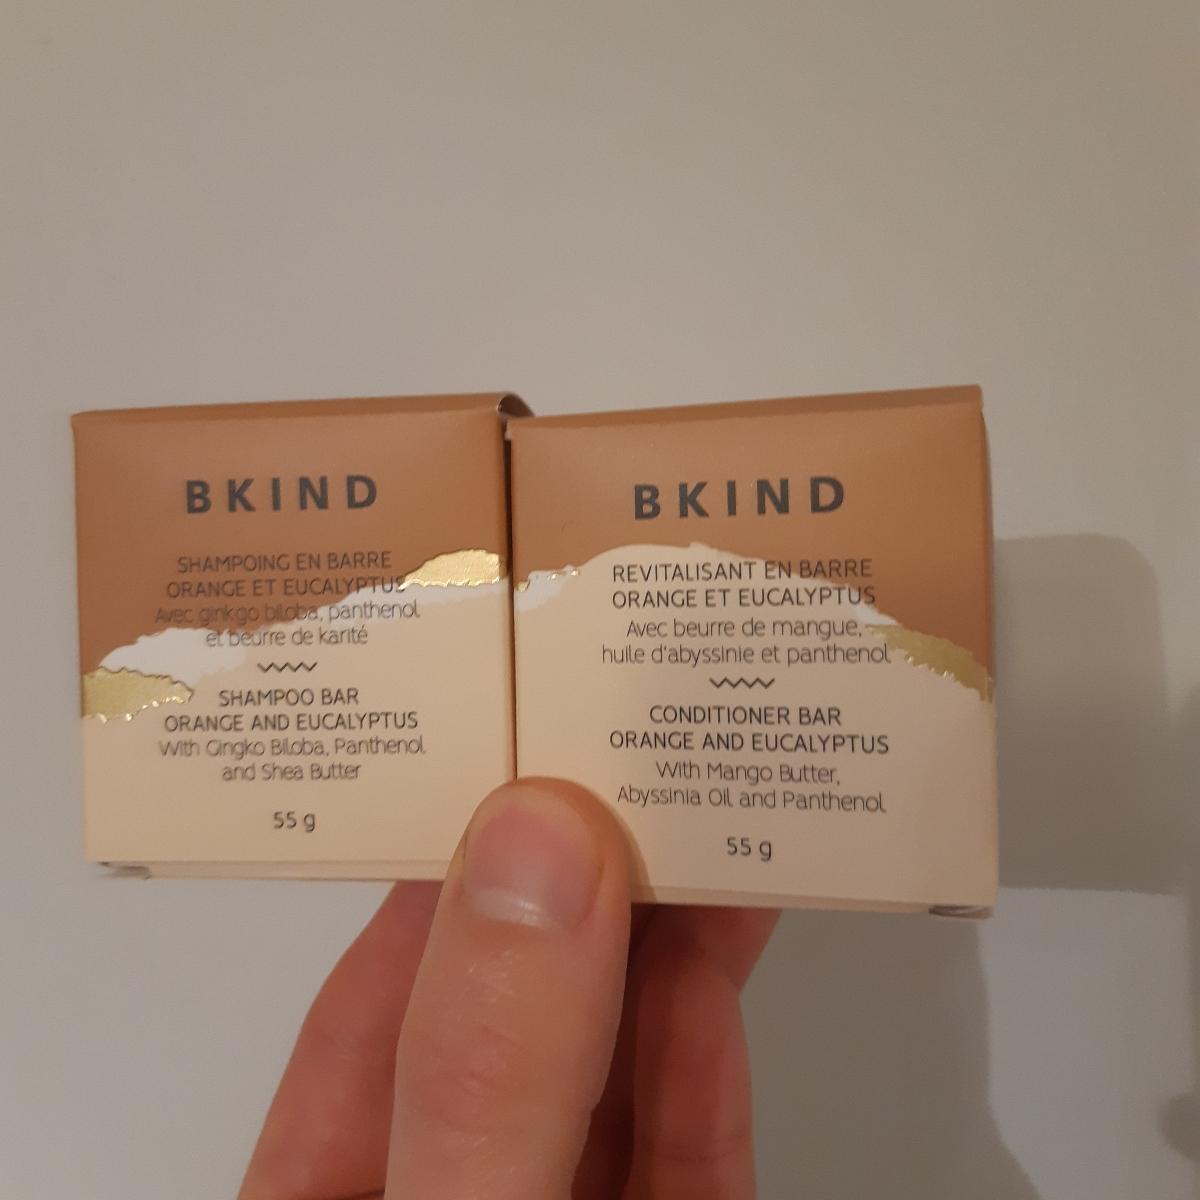 BKIND
SHAMPOING EN BARRE
ORANGE ET EUCALYPTUS
Avec ginkgo biloba, panthenol
et beurre de karité
SHAMPOO BAR
ORANGE AND EUCALYPTUS
With Gingko Biloba, Panthenol
and Shea Butter
55 g
BKIND
REVITALISANT EN BARRE
ORANGE ET EUCALYPTUS
Avec beurre de mangue,
huile d'abyssinie et panthenol
CONDITIONER BAR
ORANGE AND EUCALYPTUS
With Mango Butter,
Abyssinia Oil and Panthenol
55 g